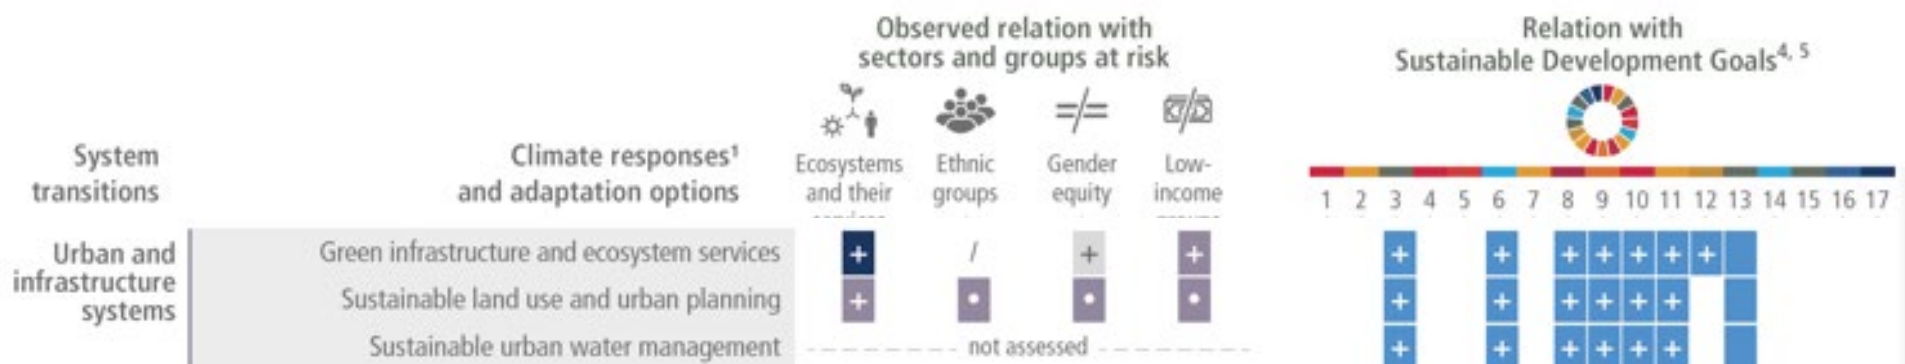 Observed relation with
sectors and groups at risk
Relation with
Sustainable Development Goals4, 5
System
transitions
Climate responses¹
and adaptation options
Ecosystems
and their
Ethnic
groups
Gender
equity
Low-
income
1 2 3 4 5 6 7 8 9 10 11 12 13 14 15 16 17
Urban and
infrastructure
systems
Green infrastructure and ecosystem services + / + + + + + + + + +
Sustainable land use and urban planning + • • • + + + + + +
Sustainable urban water management not assessed + + + + + +